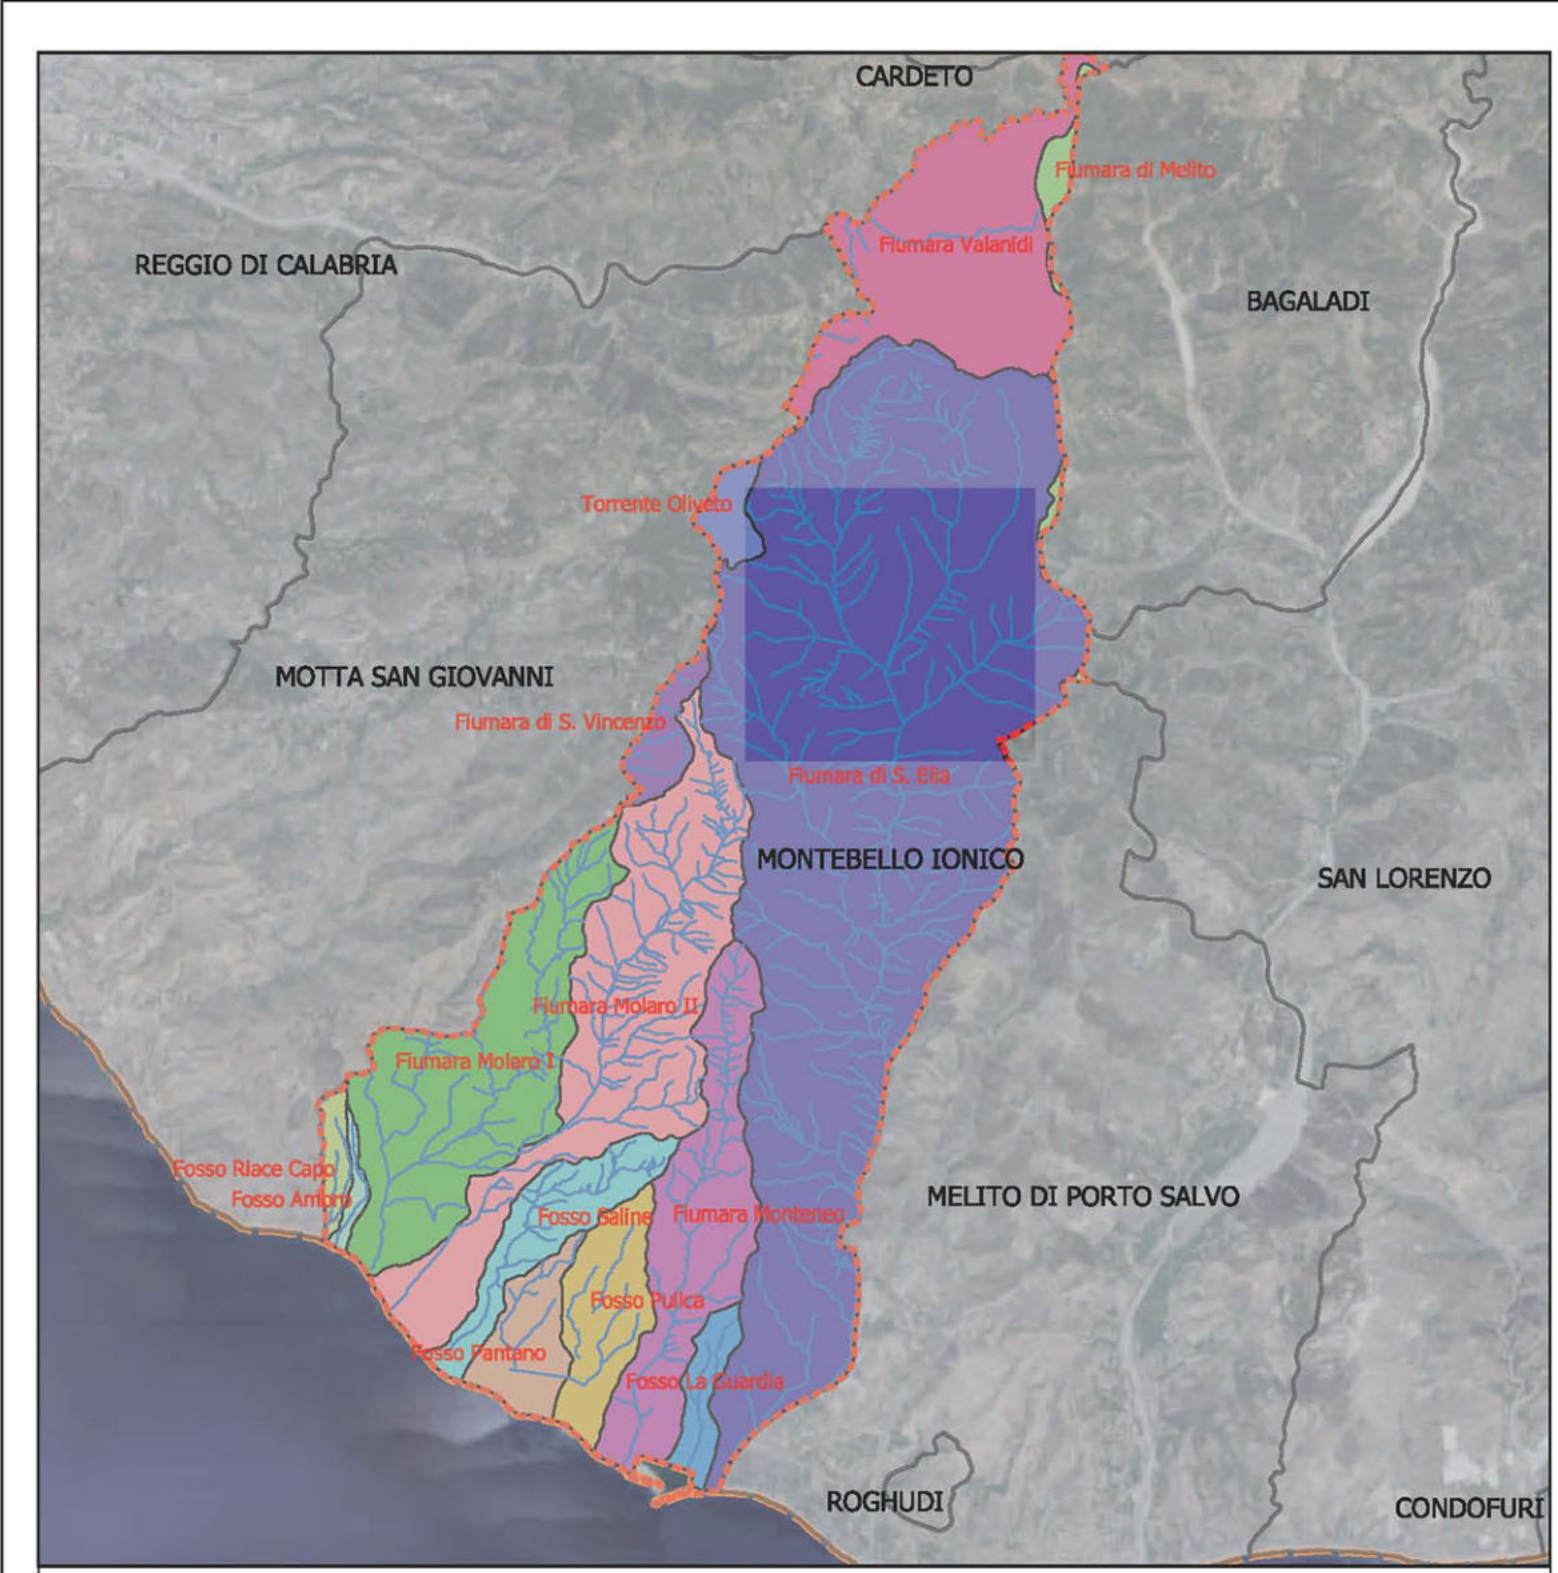 CARDETO
Fiumara di Melito
Fiumara Valanidi
REGGIO DI CALABRIA
BAGALADI
Torrente Oliveto
MOTTA SAN GIOVANNI
Fiumara di S. Vincenzo
Fiumara di S. Elia
MONTEBELLO IONICO
SAN LORENZO
Fiumara Molaro II
Fiumara Molaro I
Fosso Riace Capo
Fosso Ambro
MELITO DI PORTO SALVO
Fosso Saline
Fiumara Monteneo
Fosso Pulica
Fosso Pantano
Fosso La Guardia
ROGHUDI
CONDOFURI